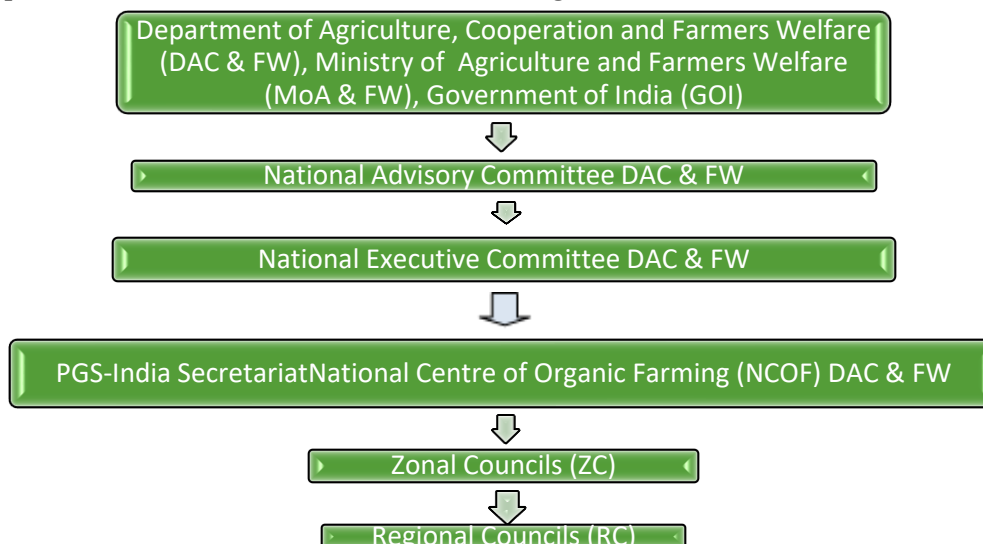 Department of Agriculture, Cooperation and Farmers Welfare
(DAC & FW), Ministry of Agriculture and Farmers Welfare
(MoA & FW), Government of India (GOI)
National Advisory Committee DAC & FW
National Executive Committee DAC & FW
PGS-India SecretariatNational Centre of Organic Farming (NCOF) DAC & FW
Zonal Councils (ZC)
Regional Councils (RC)